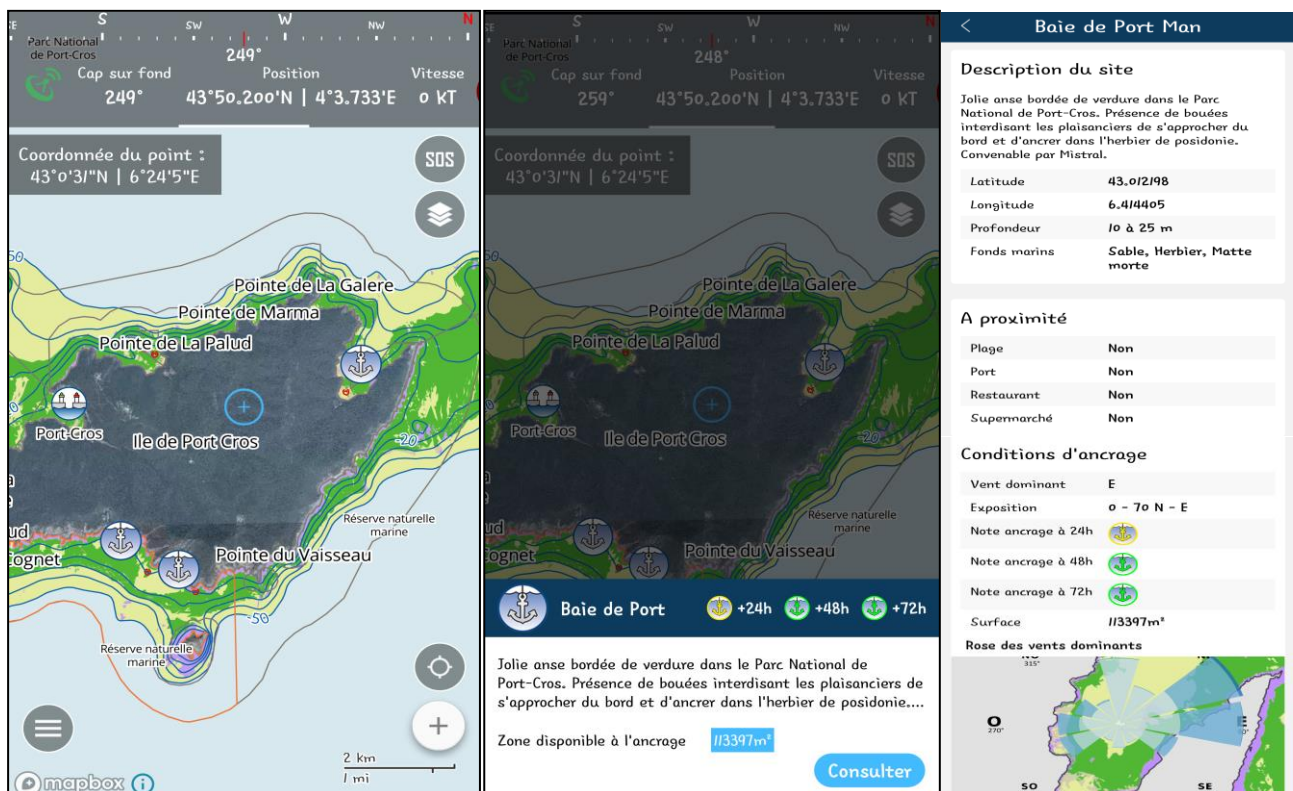 S
SW
W
NW
N
Parc National
de Port-Cros
249°
Cap sur fond
Position
Vitesse
249°
43°50.200'N | 4°3.733'E
0 KT
Coordonnée du point :
43°0'31"N | 6°24'5"E
SOS
50
Pointe de La Galere
Pointe de Marma
Pointe de La Palud
Port-Cros
Ile de Port Cros
-20
Réserve naturelle
marine
ud
ognet
Pointe du Vaisseau
-50
Réserve naturelle
marine
2 km
1 mi
mapbox
S
SW
W
NW
N
Parc National
de Port-Cros
248°
Cap sur fond
Position
Vitesse
259°
43°50.200'N | 4°3.733'E
0 KT
Coordonnée du point :
43°0'31"N | 6°24'5"E
SOS
50
Pointe de La Galere
Pointe de Marma
Pointe de La Palud
Port-Cros
Ile de Port Cros
-20
Réserve naturelle
marine
ud
ognet
Pointe du Vaisseau
Baie de Port
+24h
+48h
+72h
Jolie anse bordée de verdure dans le Parc National de
Port-Cros. Présence de bouées interdisant les plaisanciers de
s'approcher du bord et d'ancrer dans l'herbier de posidonie....
Zone disponible à l'ancrage 113397m²
Consulter
Baie de Port Man
Description du site
Jolie anse bordée de verdure dans le Parc
National de Port-Cros. Présence de bouées
interdisant les plaisanciers de s'approcher du
bord et d'ancrer dans l'herbier de posidonie.
Convenable par Mistral.
Latitude 43.012198
Longitude 6.414405
Profondeur 10 à 25 m
Fonds marins Sable, Herbier, Matte
morte
A proximité
Plage Non
Port Non
Restaurant Non
Supermarché Non
Conditions d'ancrage
Vent dominant E
Exposition 0 - 70 N - E
Note ancrage à 24h
Note ancrage à 48h
Note ancrage à 72h
Surface 113397m²
Rose des vents dominants
315°
O
270°
E
SO
SE